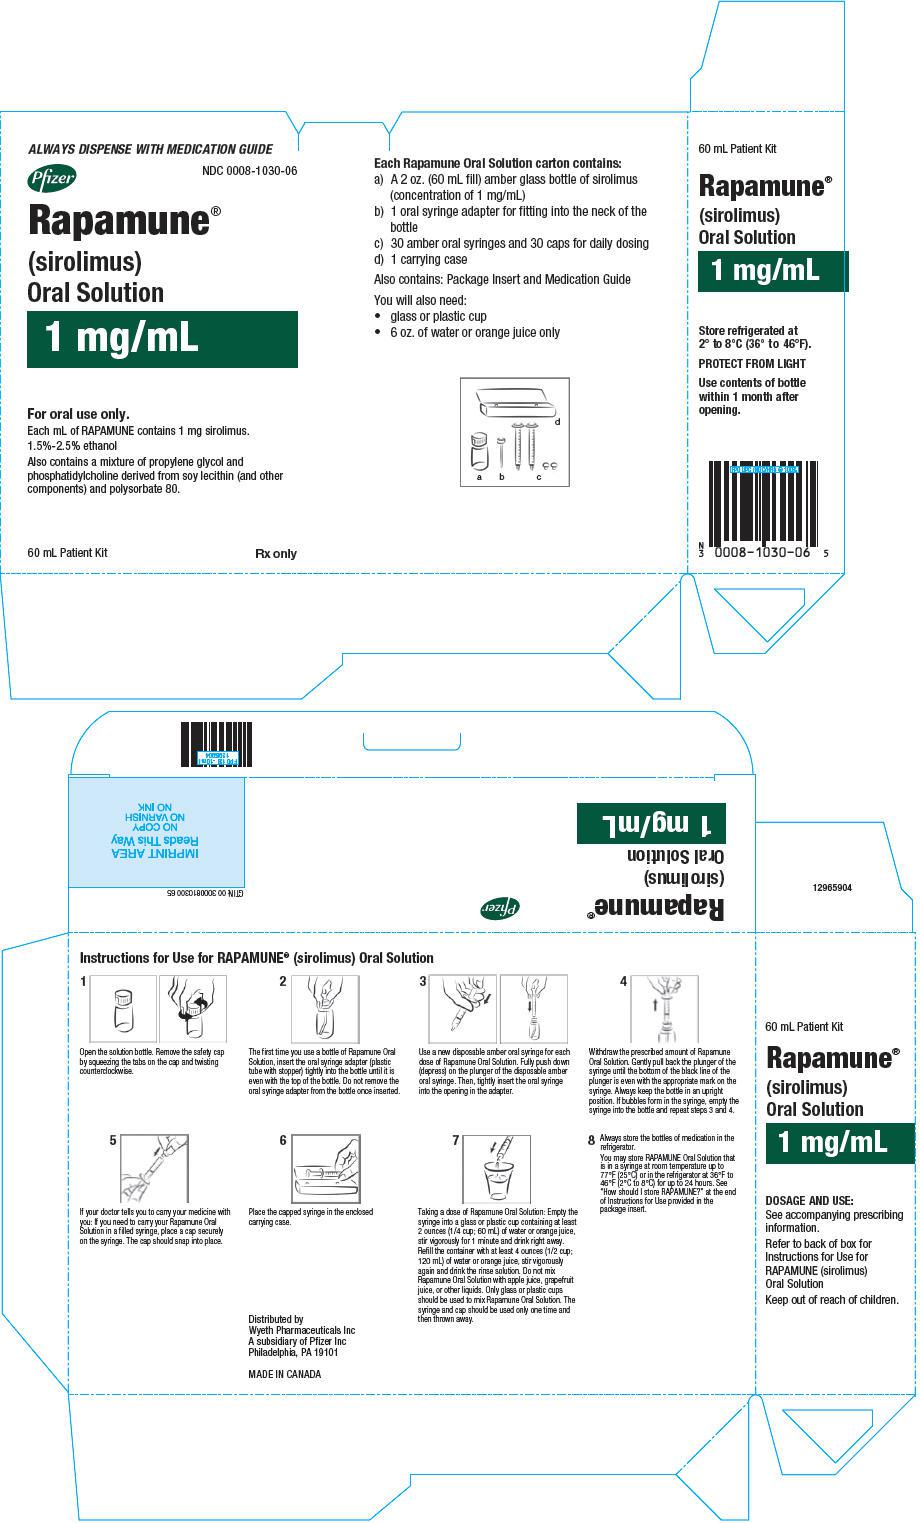 ALWAYS DISPENSE WITH MEDICATION GUIDE
Pfizer
NDC 0008-1030-06
Rapamune®
(sirolimus)
Oral Solution
1 mg/mL
For oral use only.
Each mL of RAPAMUNE contains 1 mg sirolimus.
1.5%-2.5% ethanol
Also contains a mixture of propylene glycol and
phosphatidylcholine derived from soy lecithin (and other
components) and polysorbate 80.
60 mL Patient Kit
Rx only
Each Rapamune Oral Solution carton contains:
a) A 2 oz. (60 mL fill) amber glass bottle of sirolimus
(concentration of 1 mg/mL)
b) 1 oral syringe adapter for fitting into the neck of the
bottle
c) 30 amber oral syringes and 30 caps for daily dosing
d) 1 carrying case
Also contains: Package Insert and Medication Guide
You will also need:
• glass or plastic cup
• 6 oz. of water or orange juice only
d
a b c
60 mL Patient Kit
Rapamune®
(sirolimus)
Oral Solution
1 mg/mL
Store refrigerated at
2° to 8°C (36° to 46°F).
PROTECT FROM LIGHT
Use contents of bottle
within 1 month after
opening.
N
3 0008-1030-06 5
IMPRINT AREA
Reads This Way
NO COPY
NO VARNISH
NO INK
Pfizer
Rapamune®
(sirolimus)
Oral Solution
1 mg/mL
12965904
Instructions for Use for RAPAMUNE® (sirolimus) Oral Solution
1
Open the solution bottle. Remove the safety cap
by squeezing the tabs on the cap and twisting
counterclockwise.
2
The first time you use a bottle of Rapamune Oral
Solution, insert the oral syringe adapter (plastic
tube with stopper) tightly into the bottle until it is
even with the top of the bottle. Do not remove the
oral syringe adapter from the bottle once inserted.
3
Use a new disposable amber oral syringe for each
dose of Rapamune Oral Solution. Fully push down
(depress) on the plunger of the disposable amber
oral syringe. Then, tightly insert the oral syringe
into the opening in the adapter.
4
Withdraw the prescribed amount of Rapamune
Oral Solution. Gently pull back the plunger of the
syringe until the bottom of the black line of the
plunger is even with the appropriate mark on the
syringe. Always keep the bottle in an upright
position. If bubbles form in the syringe, empty the
syringe into the bottle and repeat steps 3 and 4.
5
If your doctor tells you to carry your medicine with
you: If you need to carry your Rapamune Oral
Solution in a filled syringe, place a cap securely
on the syringe. The cap should snap into place.
6
Place the capped syringe in the enclosed
carrying case.
7
Taking a dose of Rapamune Oral Solution: Empty the
syringe into a glass or plastic cup containing at least
2 ounces (1/4 cup; 60 mL) of water or orange juice,
stir vigorously for 1 minute and drink right away.
Refill the container with at least 4 ounces (1/2 cup;
120 mL) of water or orange juice, stir vigorously
again and drink the rinse solution. Do not mix
Rapamune Oral Solution with apple juice, grapefruit
juice, or other liquids. Only glass or plastic cups
should be used to mix Rapamune Oral Solution. The
syringe and cap should be used only one time and
then thrown away.
8 Always store the bottles of medication in the
refrigerator.
You may store RAPAMUNE Oral Solution that
is in a syringe at room temperature up to
77°F (25°C) or in the refrigerator at 36°F to
46°F (2°C to 8°C) for up to 24 hours. See
"How should I store RAPAMUNE?" at the end
of Instructions for Use provided in the
package insert.
Distributed by
Wyeth Pharmaceuticals Inc
A subsidiary of Pfizer Inc
Philadelphia, PA 19101
MADE IN CANADA
60 mL Patient Kit
Rapamune®
(sirolimus)
Oral Solution
1 mg/mL
DOSAGE AND USE:
See accompanying prescribing
information.
Refer to back of box for
Instructions for Use for
RAPAMUNE (sirolimus)
Oral Solution
Keep out of reach of children.